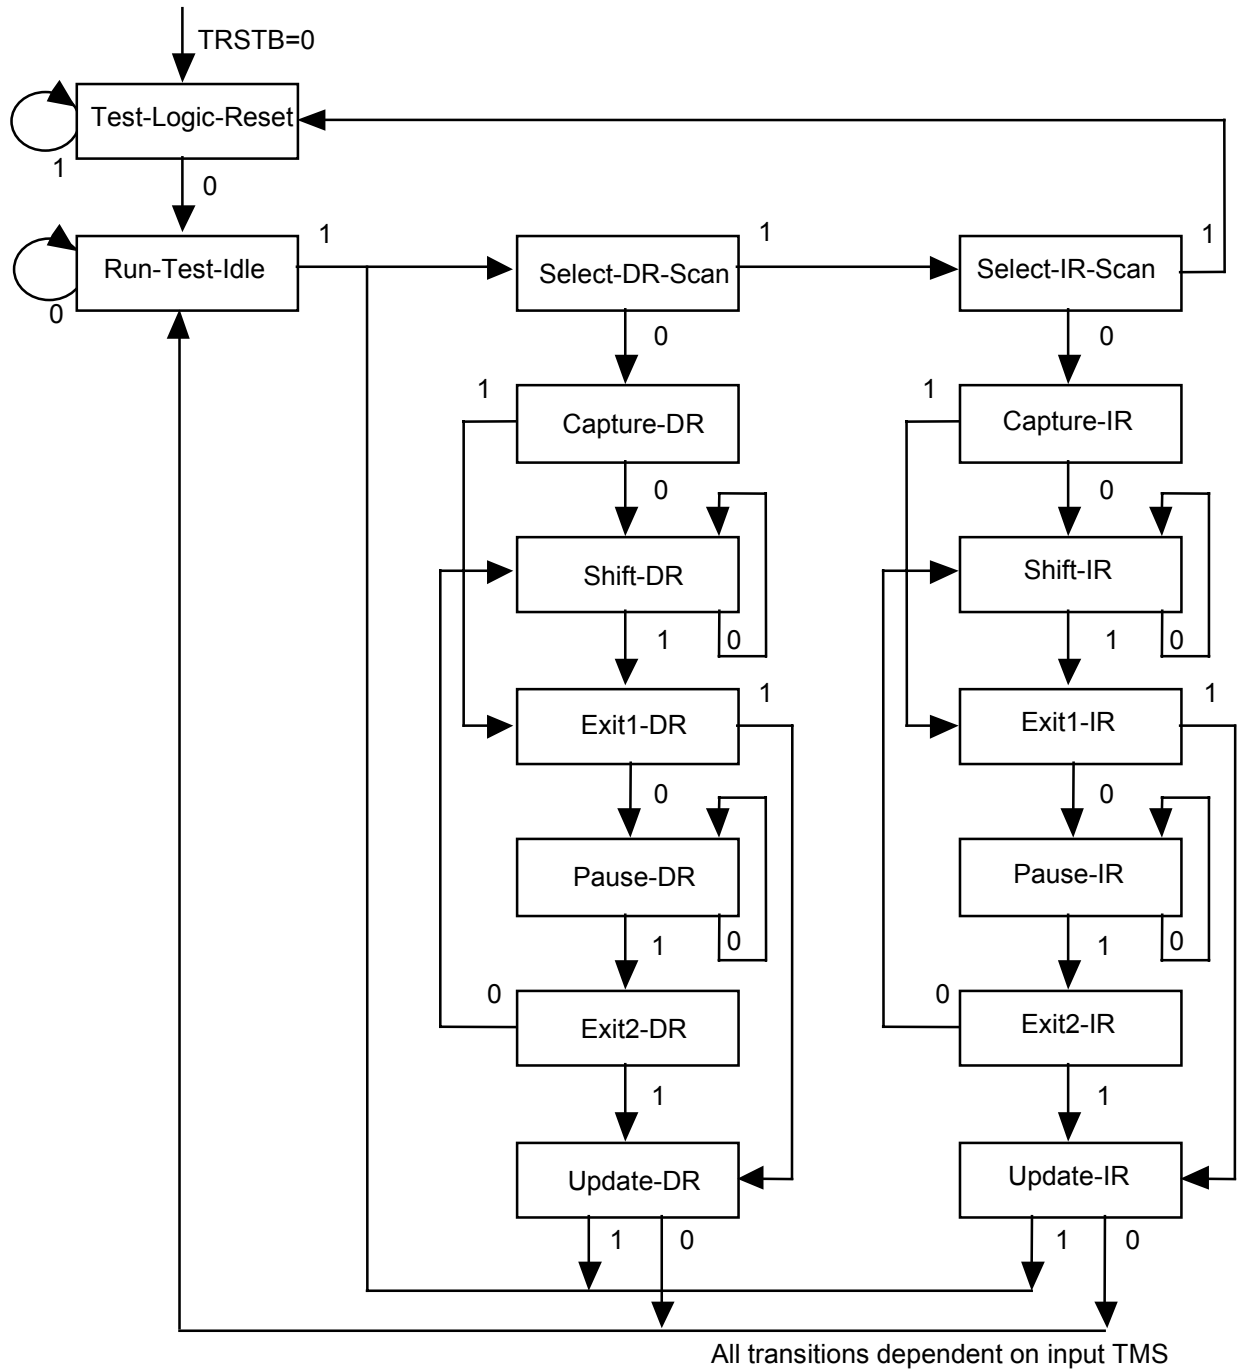 TRSTB=0
Test-Logic-Reset
1
0
Run-Test-Idle
0
1
Select-DR-Scan
1
Select-IR-Scan
1
0
0
1
Capture-DR
1
Capture-IR
0
0
Shift-DR
Shift-IR
1
0
1
0
Exit1-DR
1
Exit1-IR
1
0
0
Pause-DR
Pause-IR
1
0
1
0
0
Exit2-DR
0
Exit2-IR
1
1
Update-DR
Update-IR
1
0
1
0
All transitions dependent on input TMS